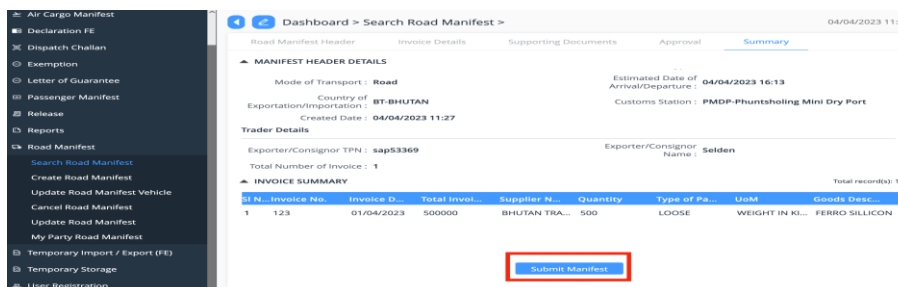 Air Cargo Manifest
Declaration FE
Dispatch Challan
Exemption
Letter of Guarantee
Passenger Manifest
Release
Reports
Road Manifest
Search Road Manifest
Create Road Manifest
Update Road Manifest Vehicle
Cancel Road Manifest
Update Road Manifest
My Party Road Manifest
Temporary Import / Export (FE)
Temporary Storage
User Registration
Dashboard > Search Road Manifest >
04/04/2023 11:
Road Manifest Header Invoice Details Supporting Documents Approval Summary
MANIFEST HEADER DETAILS
Mode of Transport : Road
Estimated Date of Arrival/Departure : 04/04/2023 16:13
Country of Exportation/Importation : BT-BHUTAN
Customs Station : PMDP-Phuntsholing Mini Dry Port
Created Date : 04/04/2023 11:27
Trader Details
Exporter/Consignor TPN : sap53369
Exporter/Consignor Name : Selden
Total Number of Invoice : 1
INVOICE SUMMARY
Total record(s): 1
Sl N... Invoice No. Invoice D... Total Invoi... Supplier N... Quantity Type of Pa... UoM Goods Desc...
1 123 01/04/2023 500000 BHUTAN TRA... 500 LOOSE WEIGHT IN KI... FERRO SILLICON
Submit Manifest